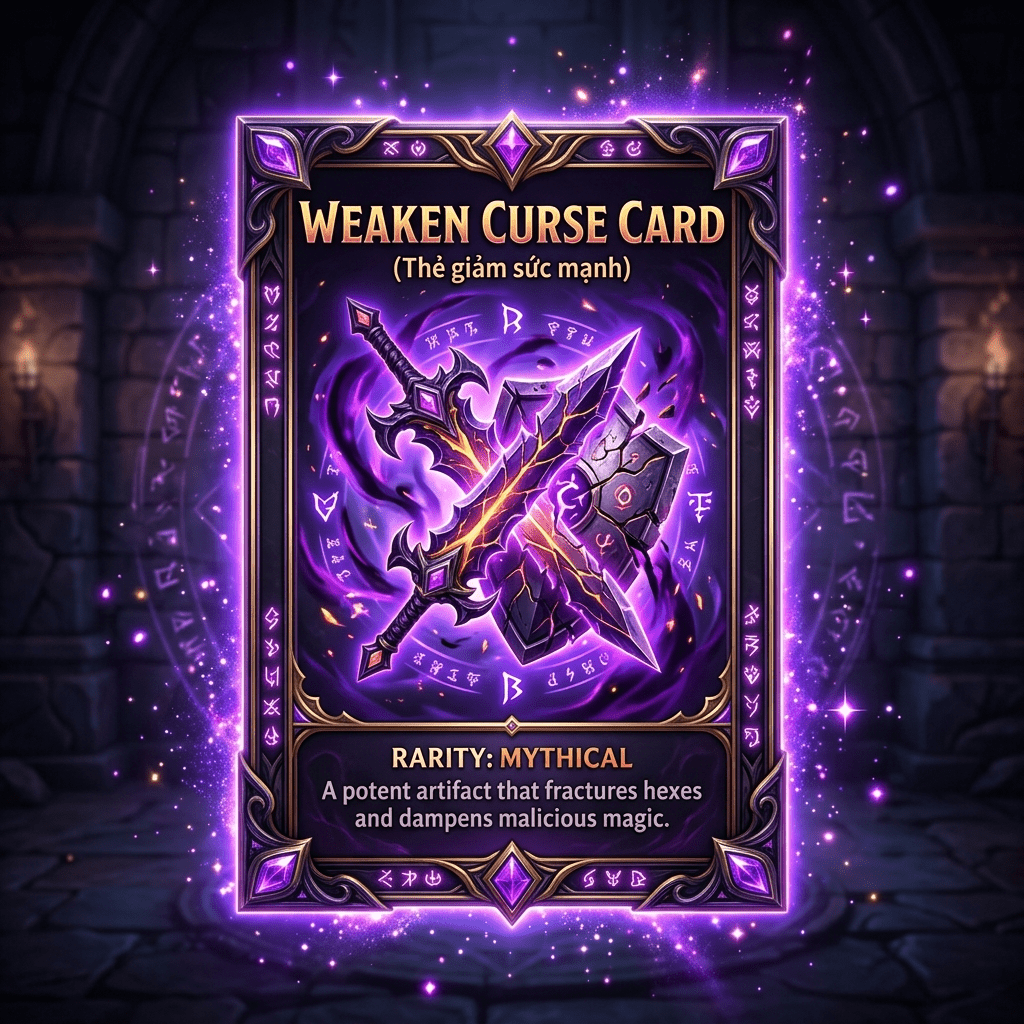 WEAKEN CURSE CARD
(Thẻ giảm sức mạnh)
RARITY: MYTHICAL
A potent artifact that fractures hexes
and dampens malicious magic.